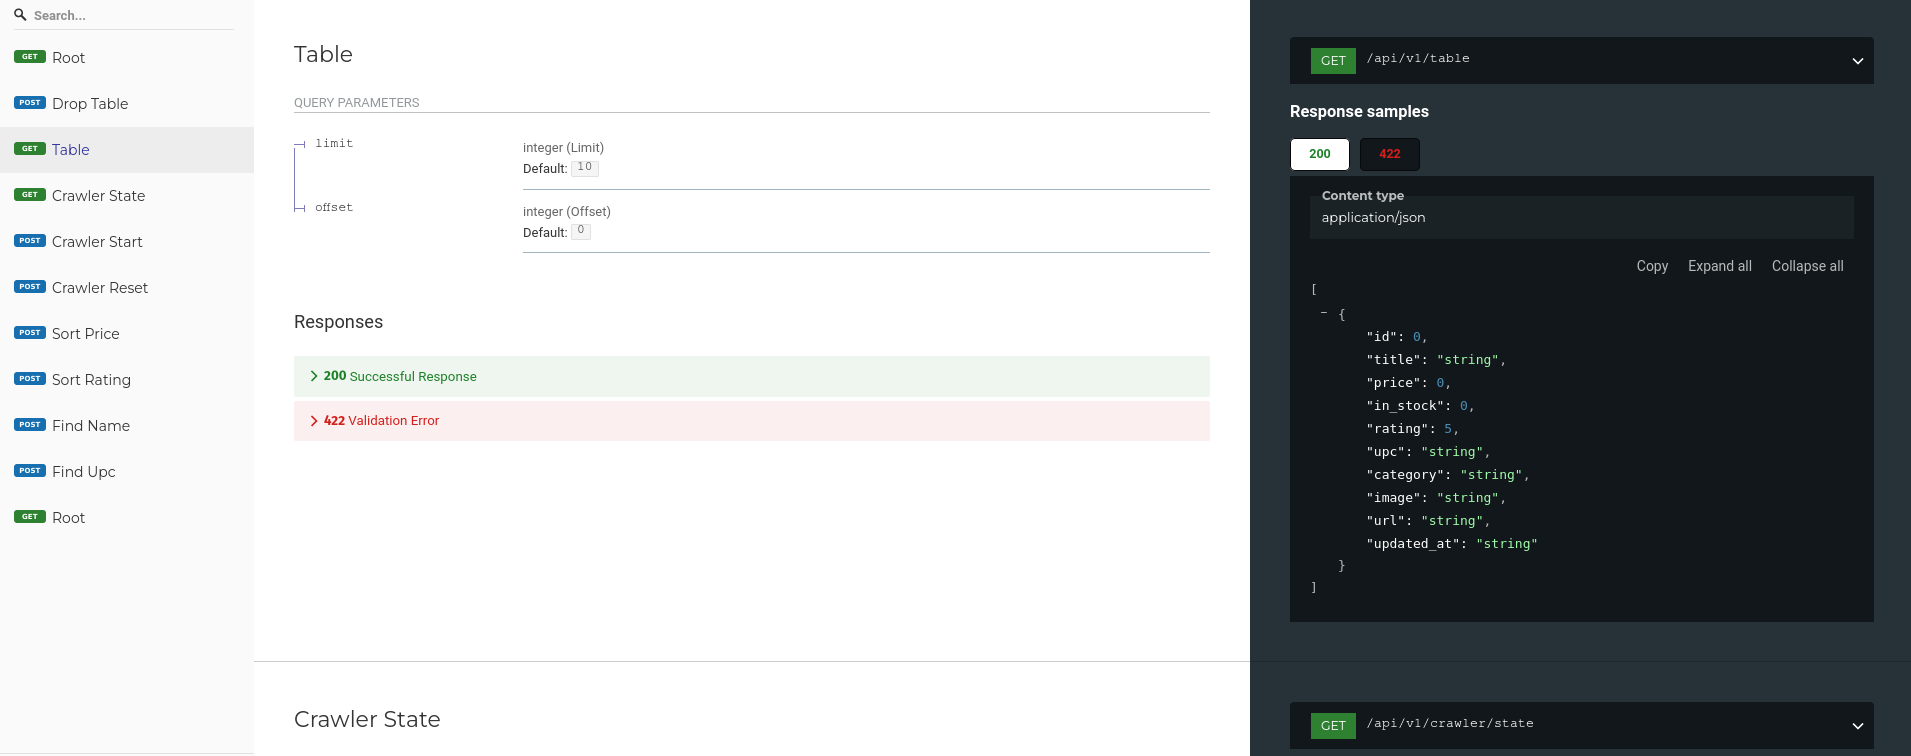 Search...
GET Root
POST Drop Table
GET Table
GET Crawler State
POST Crawler Start
POST Crawler Reset
POST Sort Price
POST Sort Rating
POST Find Name
POST Find Upc
GET Root
Table
QUERY PARAMETERS
limit
integer (Limit)
Default: 10
offset
integer (Offset)
Default: 0
Responses
200 Successful Response
422 Validation Error
Crawler State
GET /api/v1/table
Response samples
200 422
Content type
application/json
Copy Expand all Collapse all
[
− {
"id": 0,
"title": "string",
"price": 0,
"in_stock": 0,
"rating": 5,
"upc": "string",
"category": "string",
"image": "string",
"url": "string",
"updated_at": "string"
}
]
GET /api/v1/crawler/state